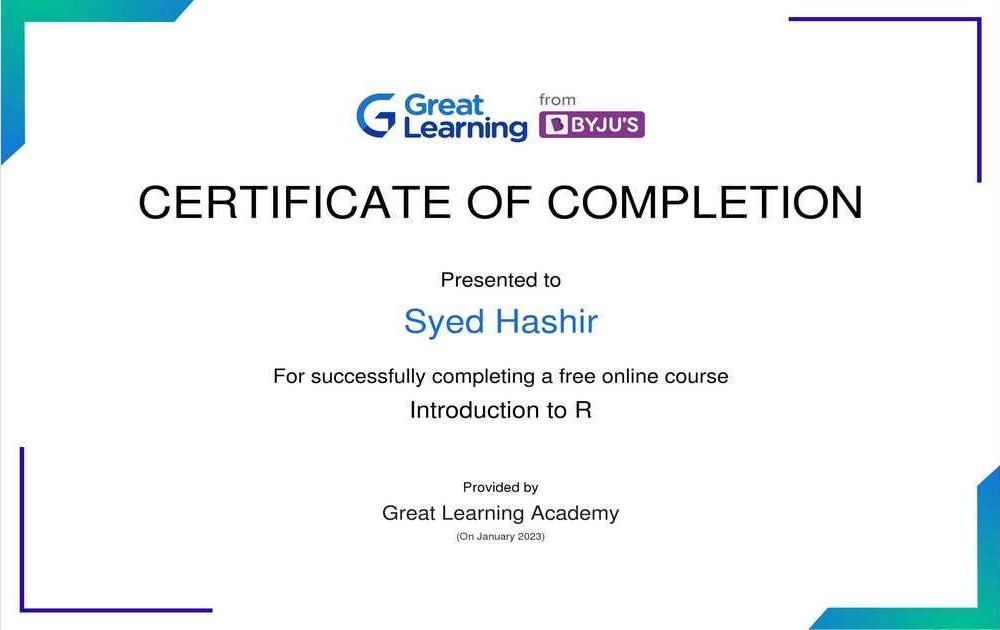 Great
Learning
from
BYJU'S
CERTIFICATE OF COMPLETION
Presented to
Syed Hashir
For successfully completing a free online course
Introduction to R
Provided by
Great Learning Academy
(On January 2023)